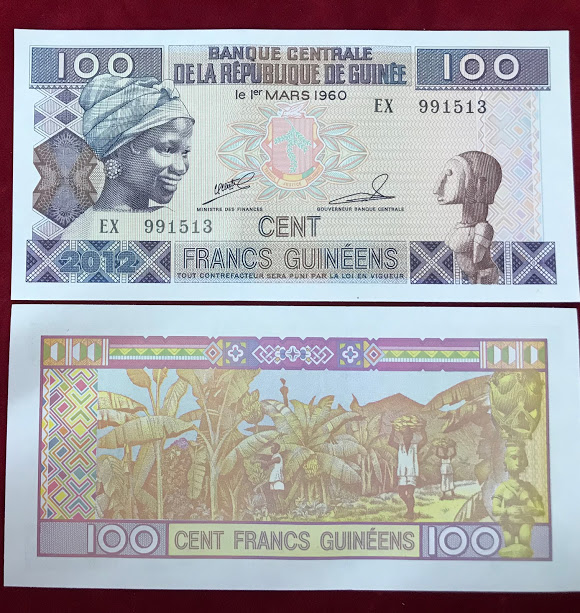 100
BANQUE CENTRALE
DE LA RÉPUBLIQUE DE GUINÉE
le 1er MARS 1960
100
EX 991513
MINISTRE DES FINANCES
GOUVERNEUR BANQUE CENTRALE
EX 991513
CENT
2012
FRANCS GUINÉENS
TOUT CONTREFACTEUR SERA PUNI PAR LA LOI EN VIGUEUR
100
CENT FRANCS GUINÉENS
100